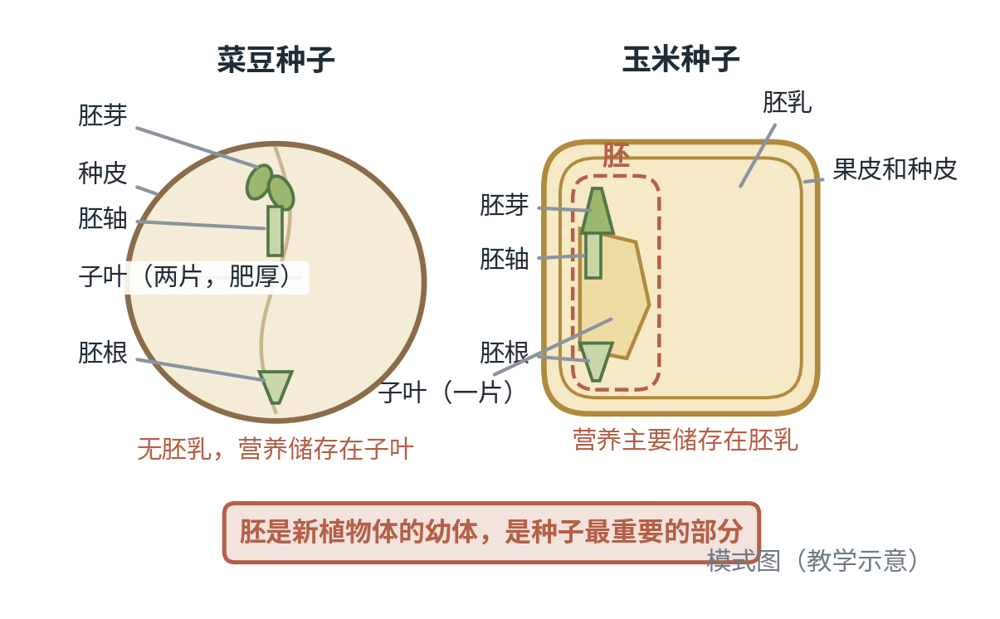 菜豆种子
胚芽
种皮
胚轴
子叶（两片，肥厚）
胚根
无胚乳，营养储存在子叶
玉米种子
胚乳
胚
果皮和种皮
胚芽
胚轴
胚根
子叶（一片）
营养主要储存在胚乳
胚是新植物体的幼体，是种子最重要的部分
模式图（教学示意）